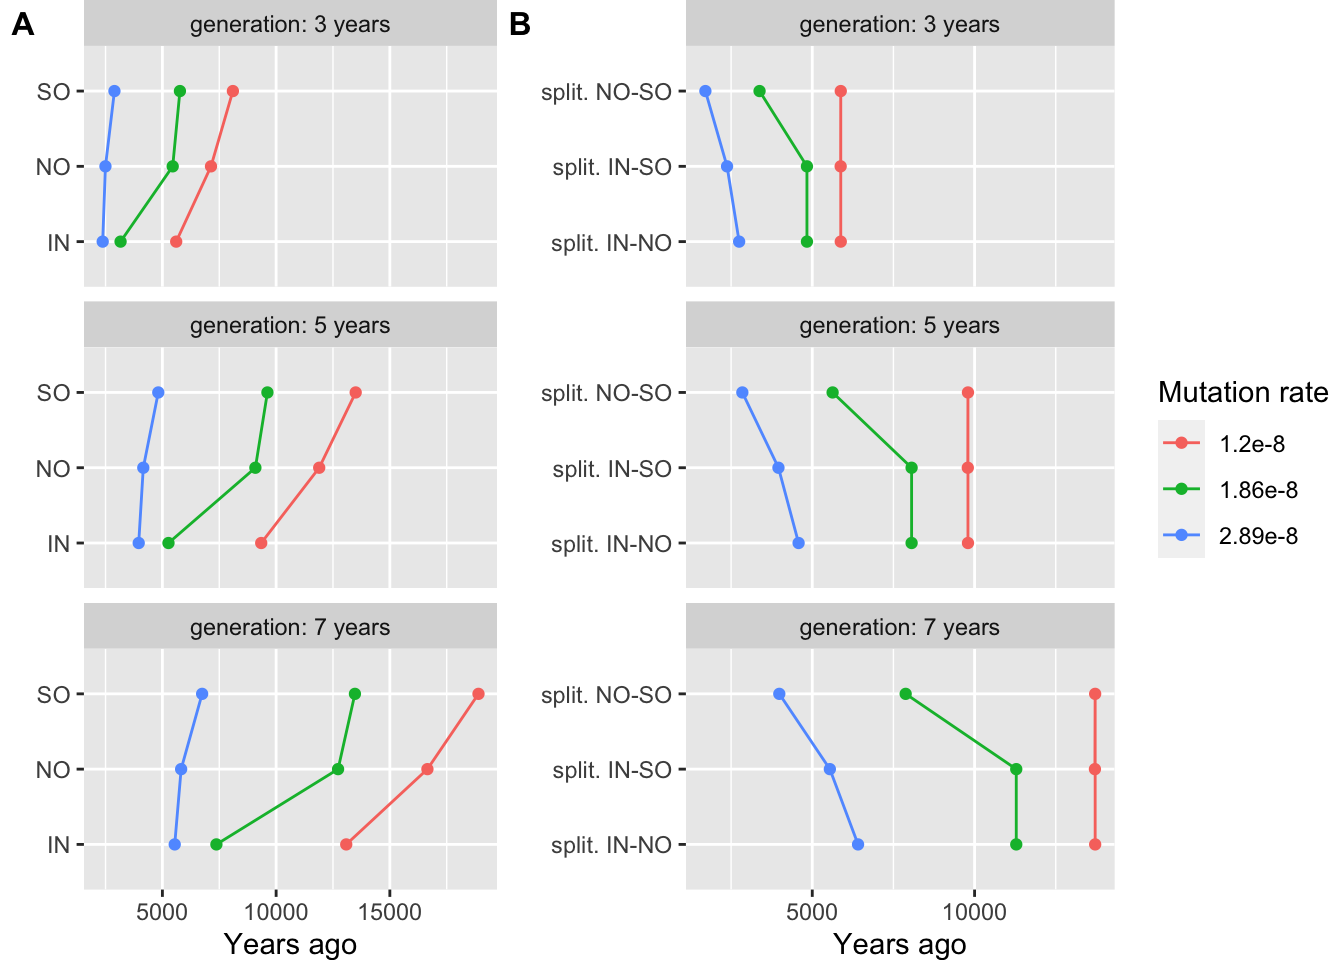 A
generation: 3 years
SO
NO
IN
generation: 5 years
SO
NO
IN
generation: 7 years
SO
NO
IN
5000 10000 15000
Years ago
B
generation: 3 years
split. NO-SO
split. IN-SO
split. IN-NO
generation: 5 years
split. NO-SO
split. IN-SO
split. IN-NO
generation: 7 years
split. NO-SO
split. IN-SO
split. IN-NO
5000 10000
Years ago
Mutation rate
1.2e-8
1.86e-8
2.89e-8